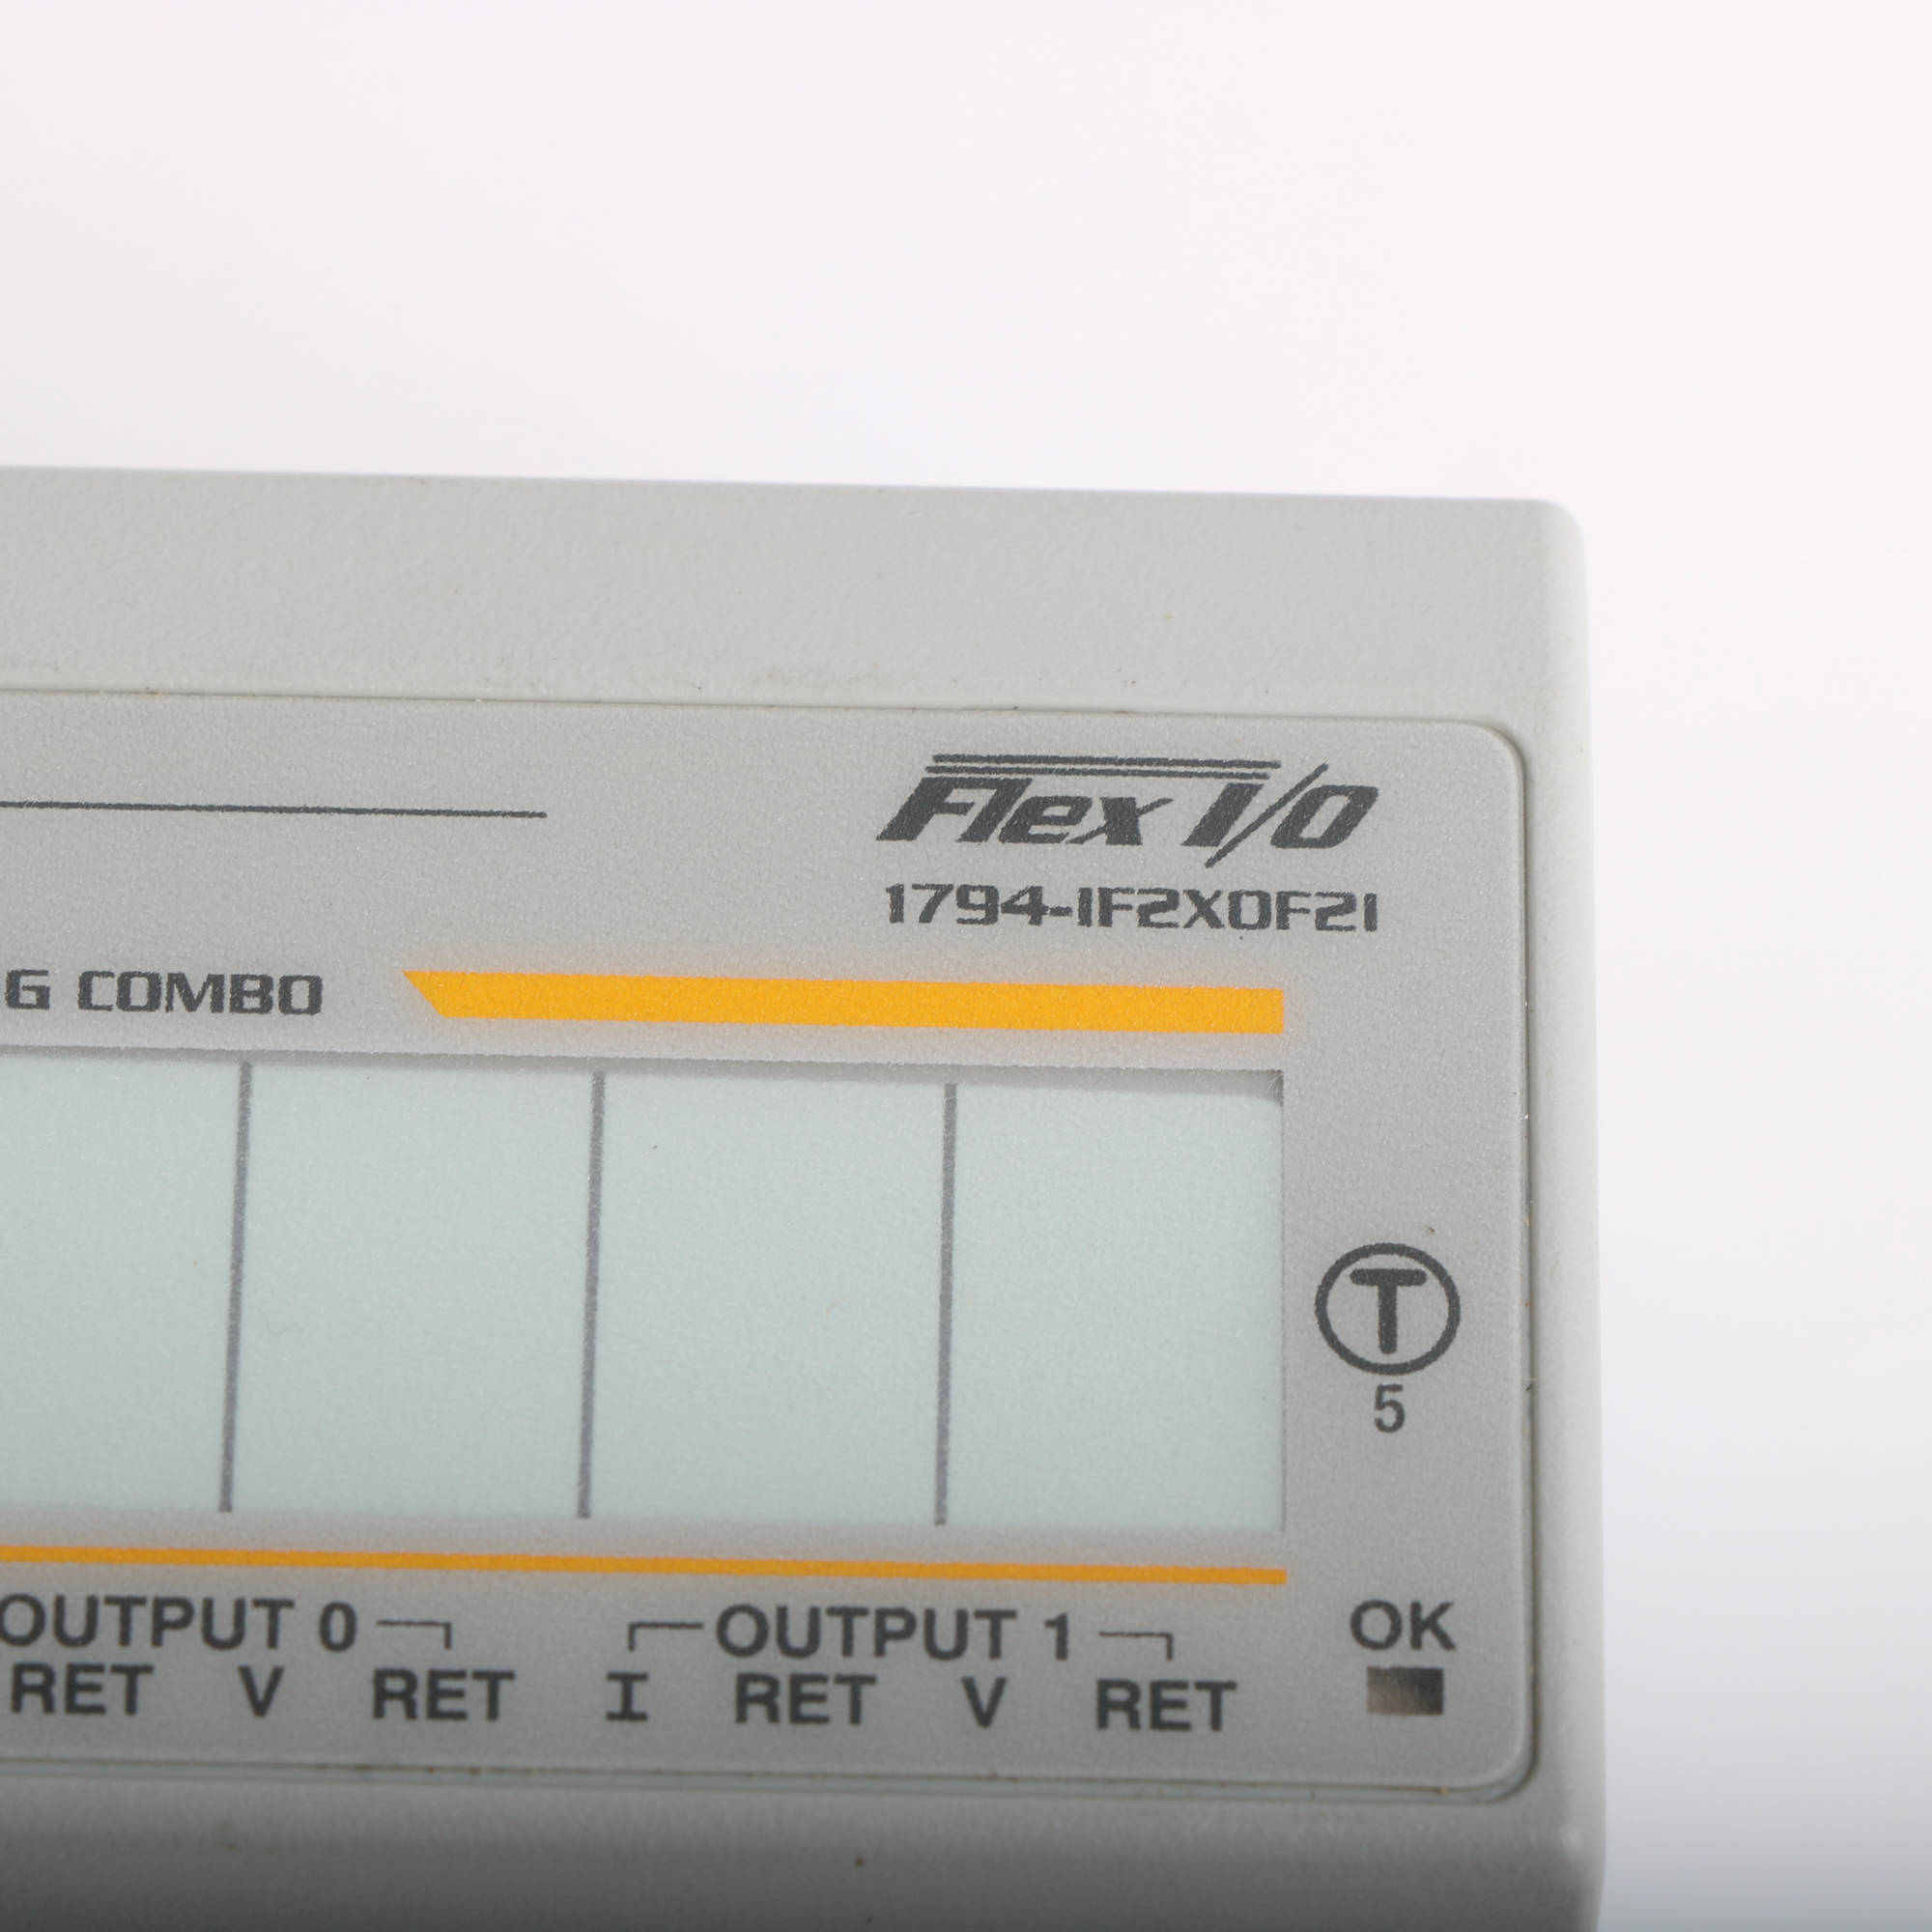 Flex I/O
1794-IF2XOF2I
G COMBO
T
5
OUTPUT 0
OUTPUT 1
OK
RET V RET I RET V RET